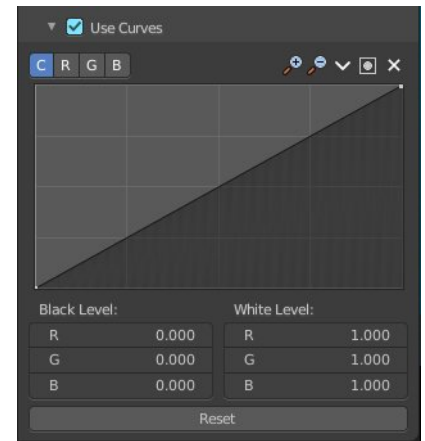 Use Curves
C R G B
Black Level: White Level:
R 0.000 R 1.000
G 0.000 G 1.000
B 0.000 B 1.000
Reset